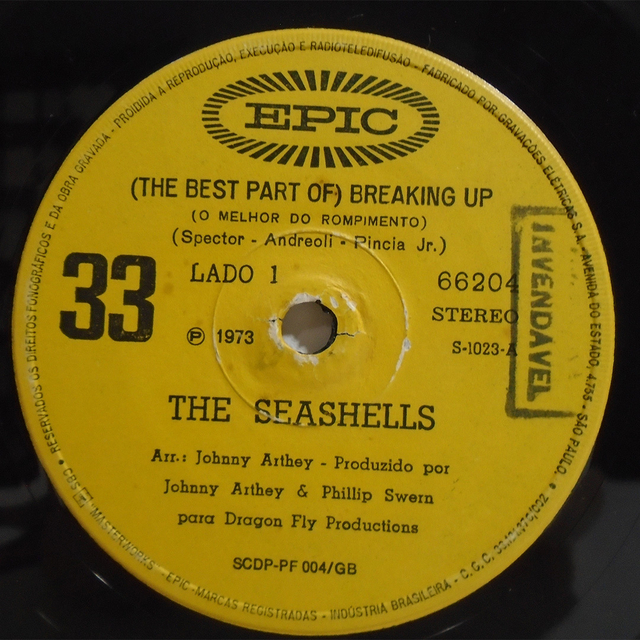 EPIC
(THE BEST PART OF) BREAKING UP
(O MELHOR DO ROMPIMENTO)
(Spector - Andreoli - Pincia Jr.)
33
LADO 1
66204
STEREO
Ⓟ 1973
S-1023-A
INVENDAVEL
THE SEASHELLS
Arr.: Johnny Arthey - Produzido por
Johnny Arthey & Phillip Swern
para Dragon Fly Productions
SCDP-PF 004/GB
RESERVADOS OS DIREITOS FONOGRÁFICOS E DA OBRA GRAVADA - PROIBIDA A REPRODUÇÃO, EXECUÇÃO E RADIOTELEDIFUSÃO - FABRICADO POR GRAVAÇÕES ELÉTRICAS S.A. - AVENIDA DO ESTADO, 4.755 - SÃO PAULO.
CBS - MASTERWORKS - EPIC - MARCAS REGISTRADAS - INDÚSTRIA BRASILEIRA - C.G.C.